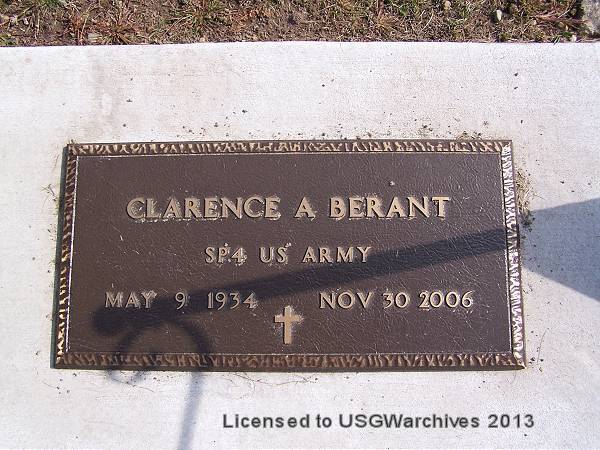 CLARENCE A BERANT
SP4 US ARMY
MAY 9 1934 NOV 30 2006
Licensed to USGWarchives 2013